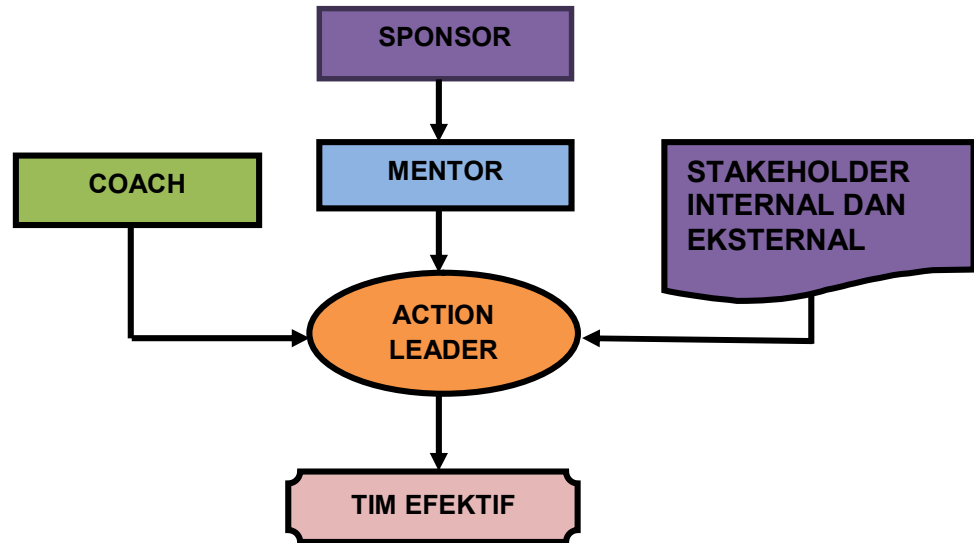 SPONSOR
COACH
MENTOR
STAKEHOLDER
INTERNAL DAN
EKSTERNAL
ACTION
LEADER
TIM EFEKTIF